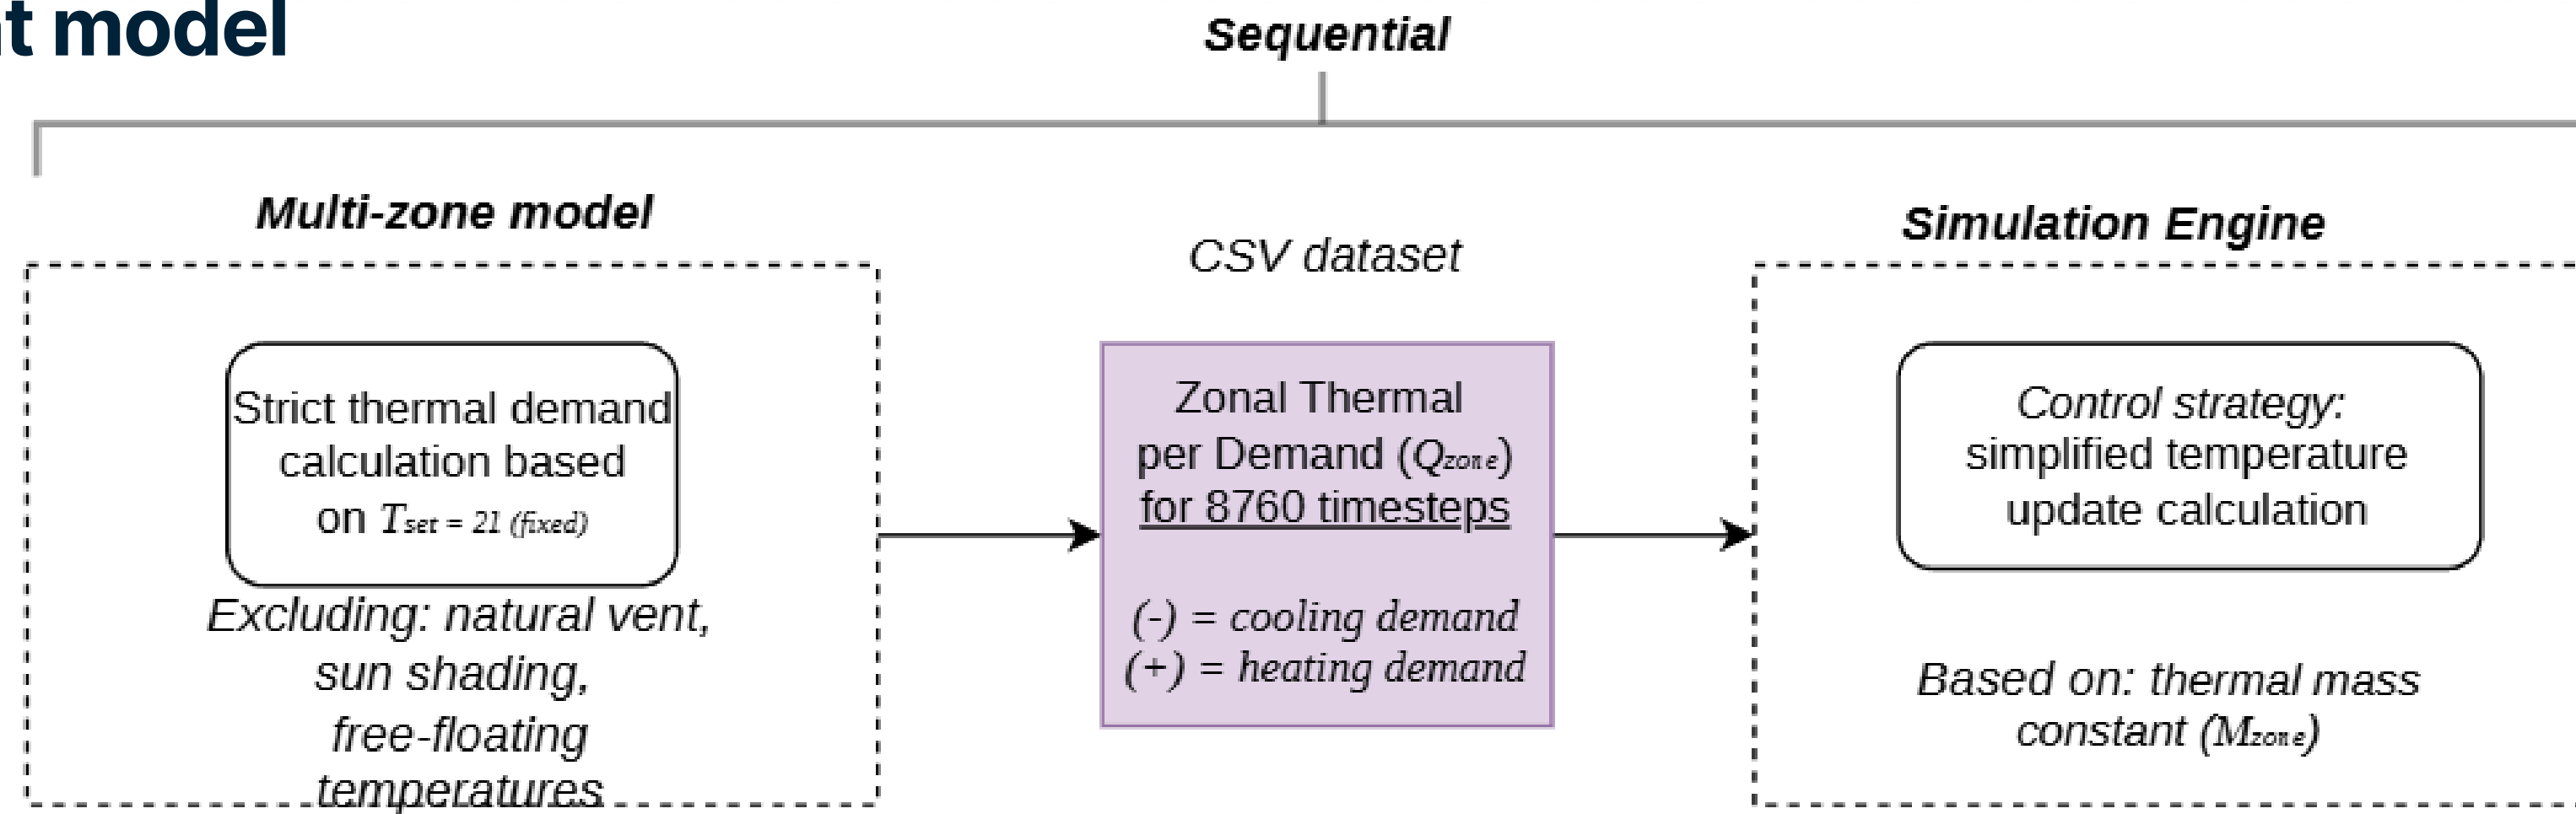 t model
Sequential
Multi-zone model
Strict thermal demand
calculation based
on Tset = 21 (fixed)
Excluding: natural vent,
sun shading,
free-floating
temperatures
CSV dataset
Zonal Thermal
per Demand (Qzone)
for 8760 timesteps
(-) = cooling demand
(+) = heating demand
Simulation Engine
Control strategy:
simplified temperature
update calculation
Based on: thermal mass
constant (Mzone)